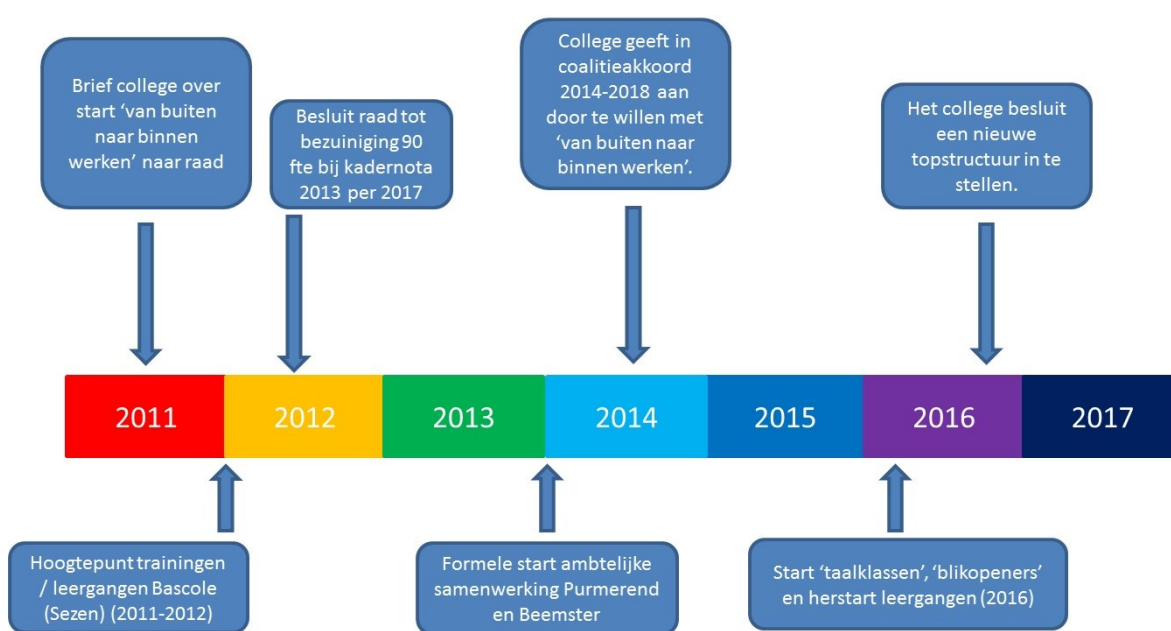 Brief college over
start ‘van buiten
naar binnen
werken’ naar raad
Besluit raad tot
bezuiniging 90
fte bij kadernota
2013 per 2017
College geeft in
coalitieakkoord
2014-2018 aan
door te willen met
‘van buiten naar
binnen werken’.
Het college besluit
een nieuwe
topstructuur in te
stellen.
2011
2012
2013
2014
2015
2016
2017
Hoogtepunt trainingen
/ leergangen Bascole
(Sezen) (2011-2012)
Formele start ambtelijke
samenwerking Purmerend
en Beemster
Start ‘taalklassen’, ‘blikopeners’
en herstart leergangen (2016)